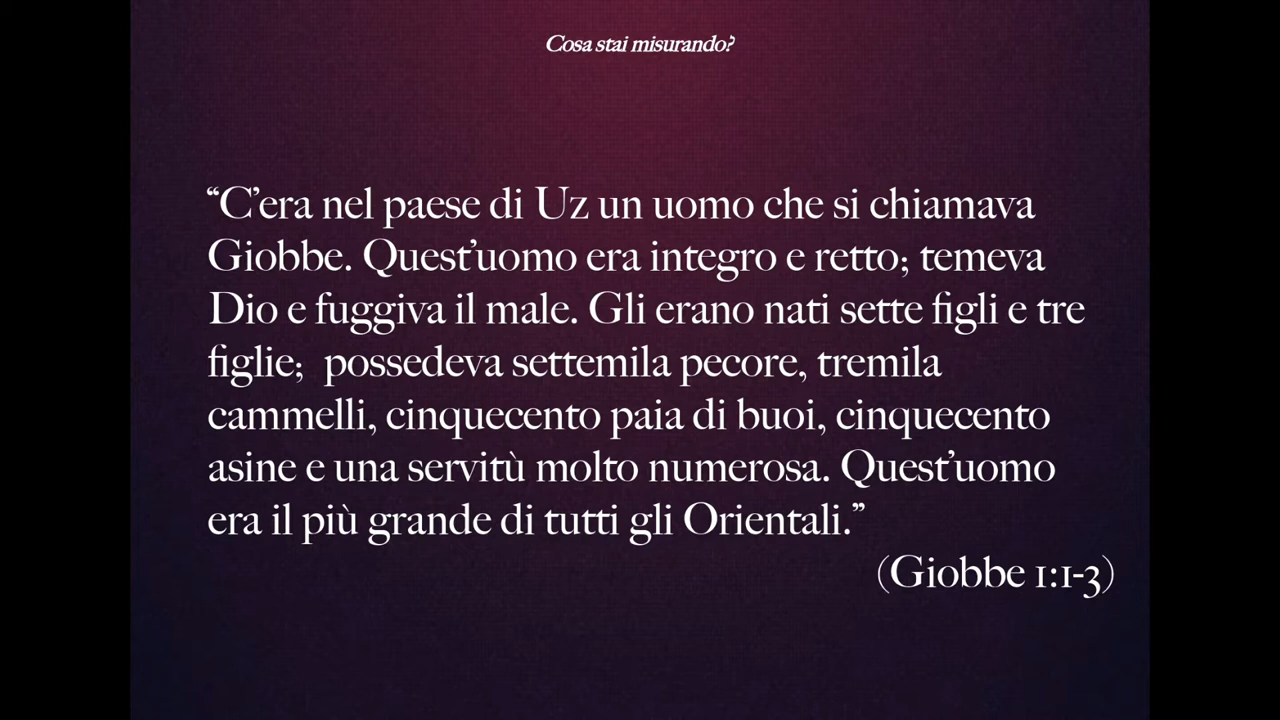 Cosa stai misurando?
“C’era nel paese di Uz un uomo che si chiamava
Giobbe. Quest’uomo era integro e retto; temeva
Dio e fuggiva il male. Gli erano nati sette figli e tre
figlie;  possedeva settemila pecore, tremila
cammelli, cinquecento paia di buoi, cinquecento
asine e una servitù molto numerosa. Quest’uomo
era il più grande di tutti gli Orientali.”
(Giobbe 1:1-3)